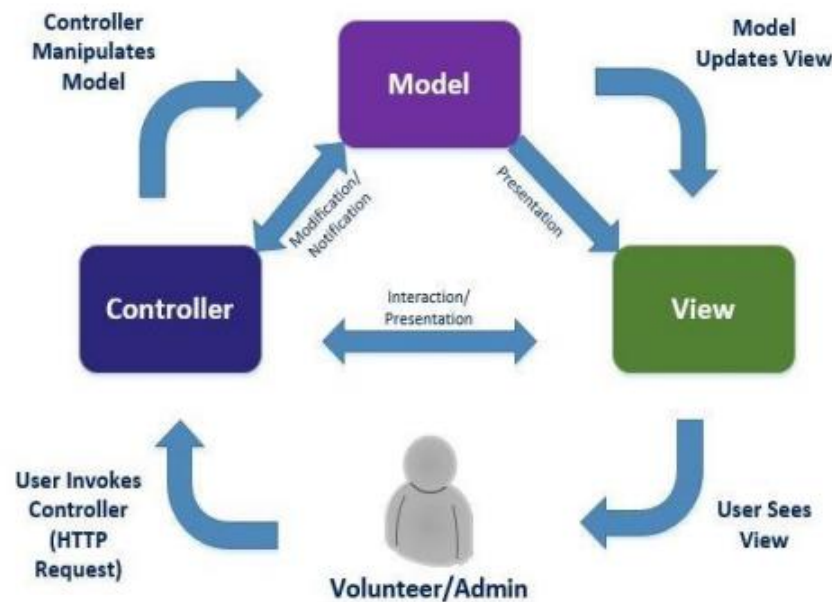 Controller
Manipulates
Model
Model
Model
Updates View
Modification/
Notification
Presentation
Controller
Interaction/
Presentation
View
User Invokes
Controller
(HTTP
Request)
Volunteer/Admin
User Sees
View